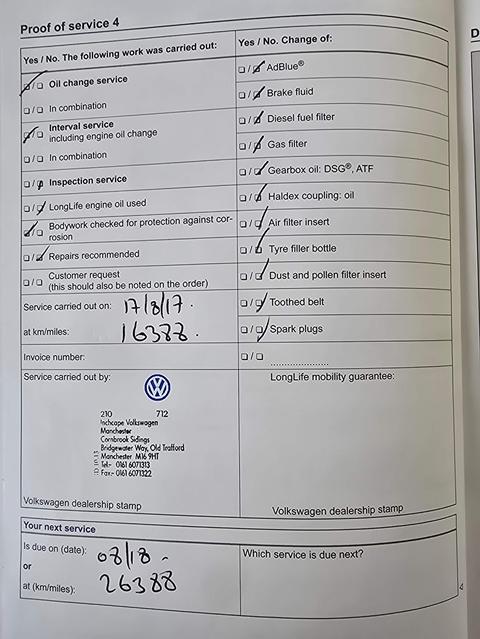 Proof of service 4
D
Yes / No. The following work was carried out:
Oil change service
In combination
Interval service
including engine oil change
In combination
Inspection service
LongLife engine oil used
Bodywork checked for protection against cor-
rosion
Repairs recommended
Customer request
(this should also be noted on the order)
Service carried out on: 17/8/17.
at km/miles: 16388.
Invoice number:
Service carried out by:
210 712
Inchcape Volkswagen
Manchester
Cornbrook Sidings
Bridgewater Way, Old Trafford
Manchester M16 9HT
Tel:- 0161 6071313
Fax:- 0161 6071322
Volkswagen dealership stamp
Yes / No. Change of:
AdBlue®
Brake fluid
Diesel fuel filter
Gas filter
Gearbox oil: DSG®, ATF
Haldex coupling: oil
Air filter insert
Tyre filler bottle
Dust and pollen filter insert
Toothed belt
Spark plugs
LongLife mobility guarantee:
Volkswagen dealership stamp
Your next service
Is due on (date): 08/18
or
at (km/miles): 26388
Which service is due next?